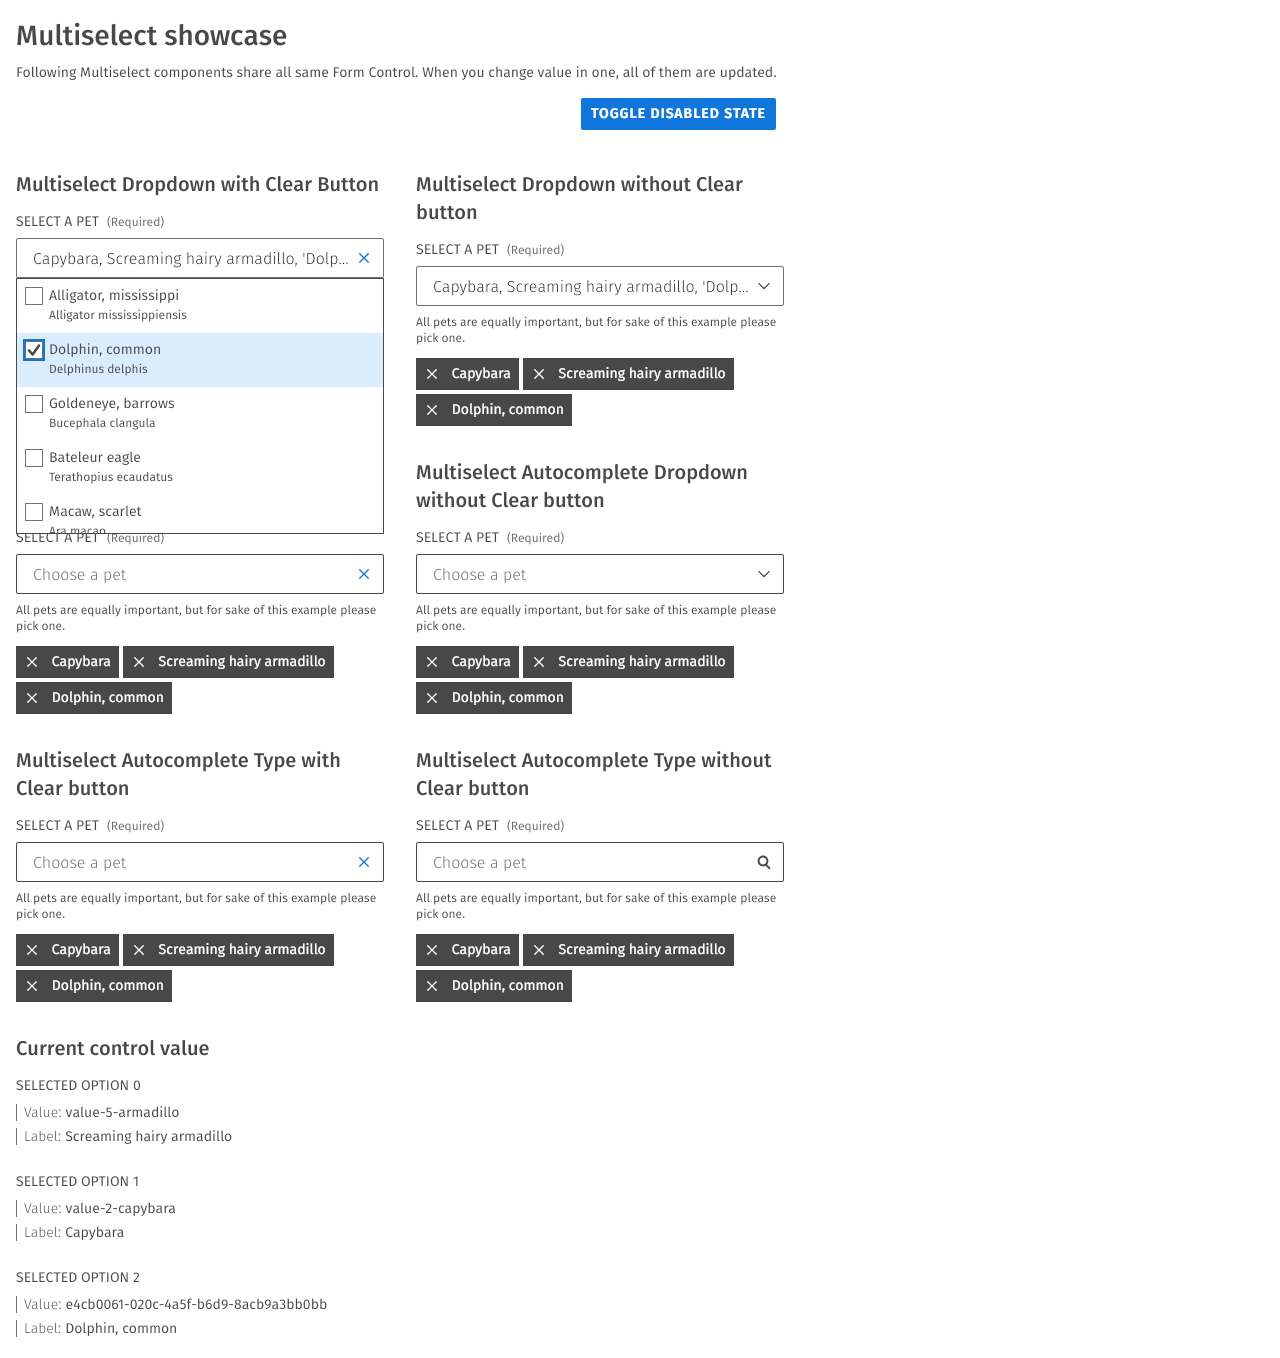 Multiselect showcase
Following Multiselect components share all same Form Control. When you change value in one, all of them are updated.
TOGGLE DISABLED STATE
Multiselect Dropdown with Clear Button
SELECT A PET (Required)
Capybara, Screaming hairy armadillo, 'Dolp...
Alligator, mississippi
Alligator mississippiensis
Dolphin, common
Delphinus delphis
Goldeneye, barrows
Bucephala clangula
Bateleur eagle
Terathopius ecaudatus
Macaw, scarlet
Ara macao
Multiselect Dropdown without Clear
button
SELECT A PET (Required)
Capybara, Screaming hairy armadillo, 'Dolp...
All pets are equally important, but for sake of this example please
pick one.
Capybara Screaming hairy armadillo
Dolphin, common
SELECT A PET (Required)
Choose a pet
All pets are equally important, but for sake of this example please
pick one.
Capybara Screaming hairy armadillo
Dolphin, common
Multiselect Autocomplete Dropdown
without Clear button
SELECT A PET (Required)
Choose a pet
All pets are equally important, but for sake of this example please
pick one.
Capybara Screaming hairy armadillo
Dolphin, common
Multiselect Autocomplete Type with
Clear button
SELECT A PET (Required)
Choose a pet
All pets are equally important, but for sake of this example please
pick one.
Capybara Screaming hairy armadillo
Dolphin, common
Multiselect Autocomplete Type without
Clear button
SELECT A PET (Required)
Choose a pet
All pets are equally important, but for sake of this example please
pick one.
Capybara Screaming hairy armadillo
Dolphin, common
Current control value
SELECTED OPTION 0
Value: value-5-armadillo
Label: Screaming hairy armadillo
SELECTED OPTION 1
Value: value-2-capybara
Label: Capybara
SELECTED OPTION 2
Value: e4cb0061-020c-4a5f-b6d9-8acb9a3bb0bb
Label: Dolphin, common